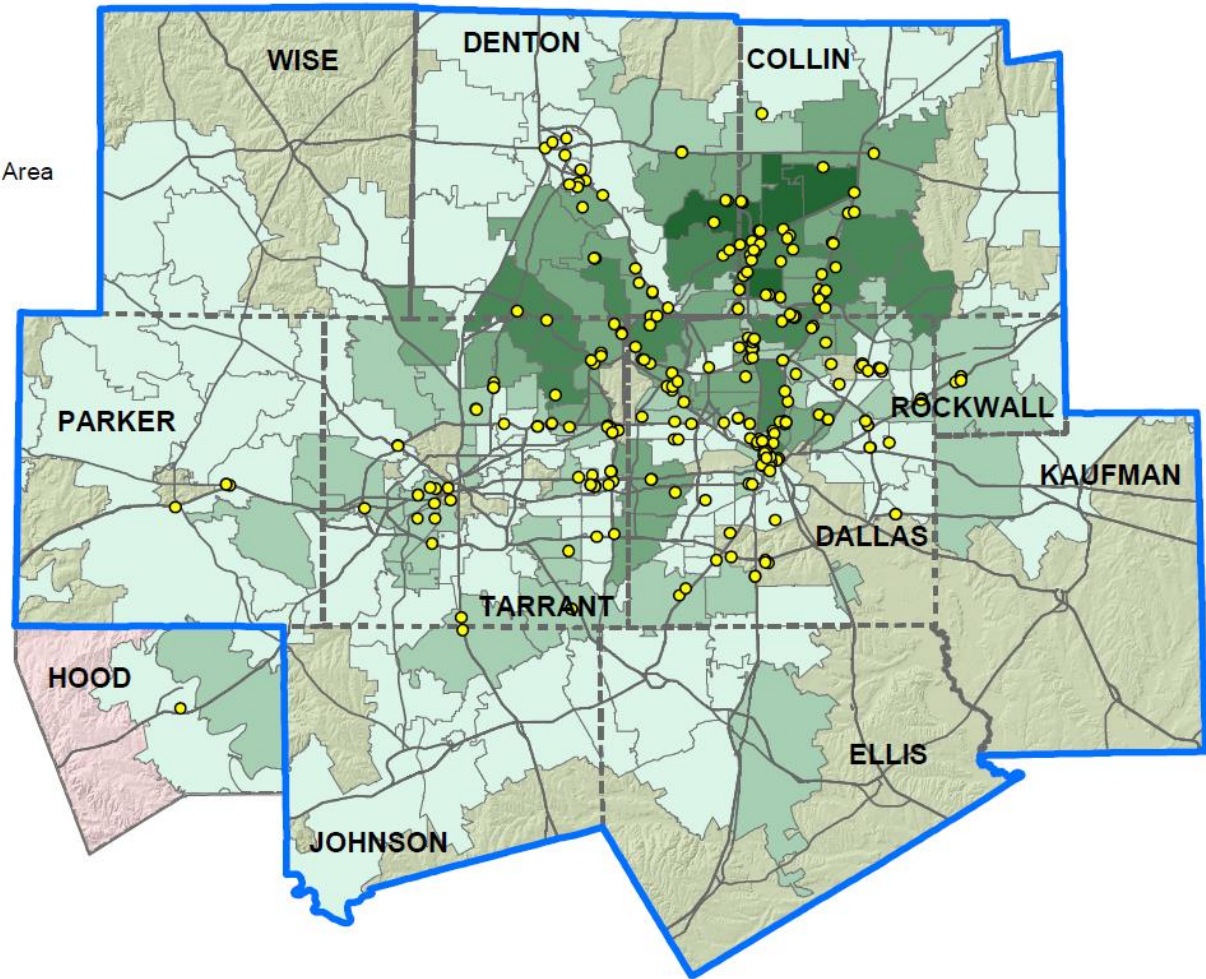 DENTON
COLLIN
WISE
Area
PARKER
ROCKWALL
KAUFMAN
DALLAS
TARRANT
HOOD
ELLIS
JOHNSON